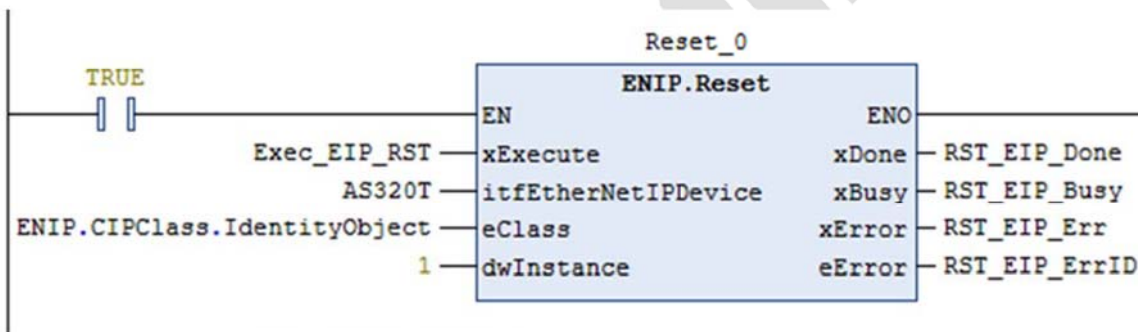 Reset_0
TRUE
ENIP.Reset
EN ENO
Exec_EIP_RST xExecute xDone RST_EIP_Done
AS320T itfEtherNetIPDevice xBusy RST_EIP_Busy
ENIP.CIPClass.IdentityObject eClass xError RST_EIP_Err
1 dwInstance eError RST_EIP_ErrID